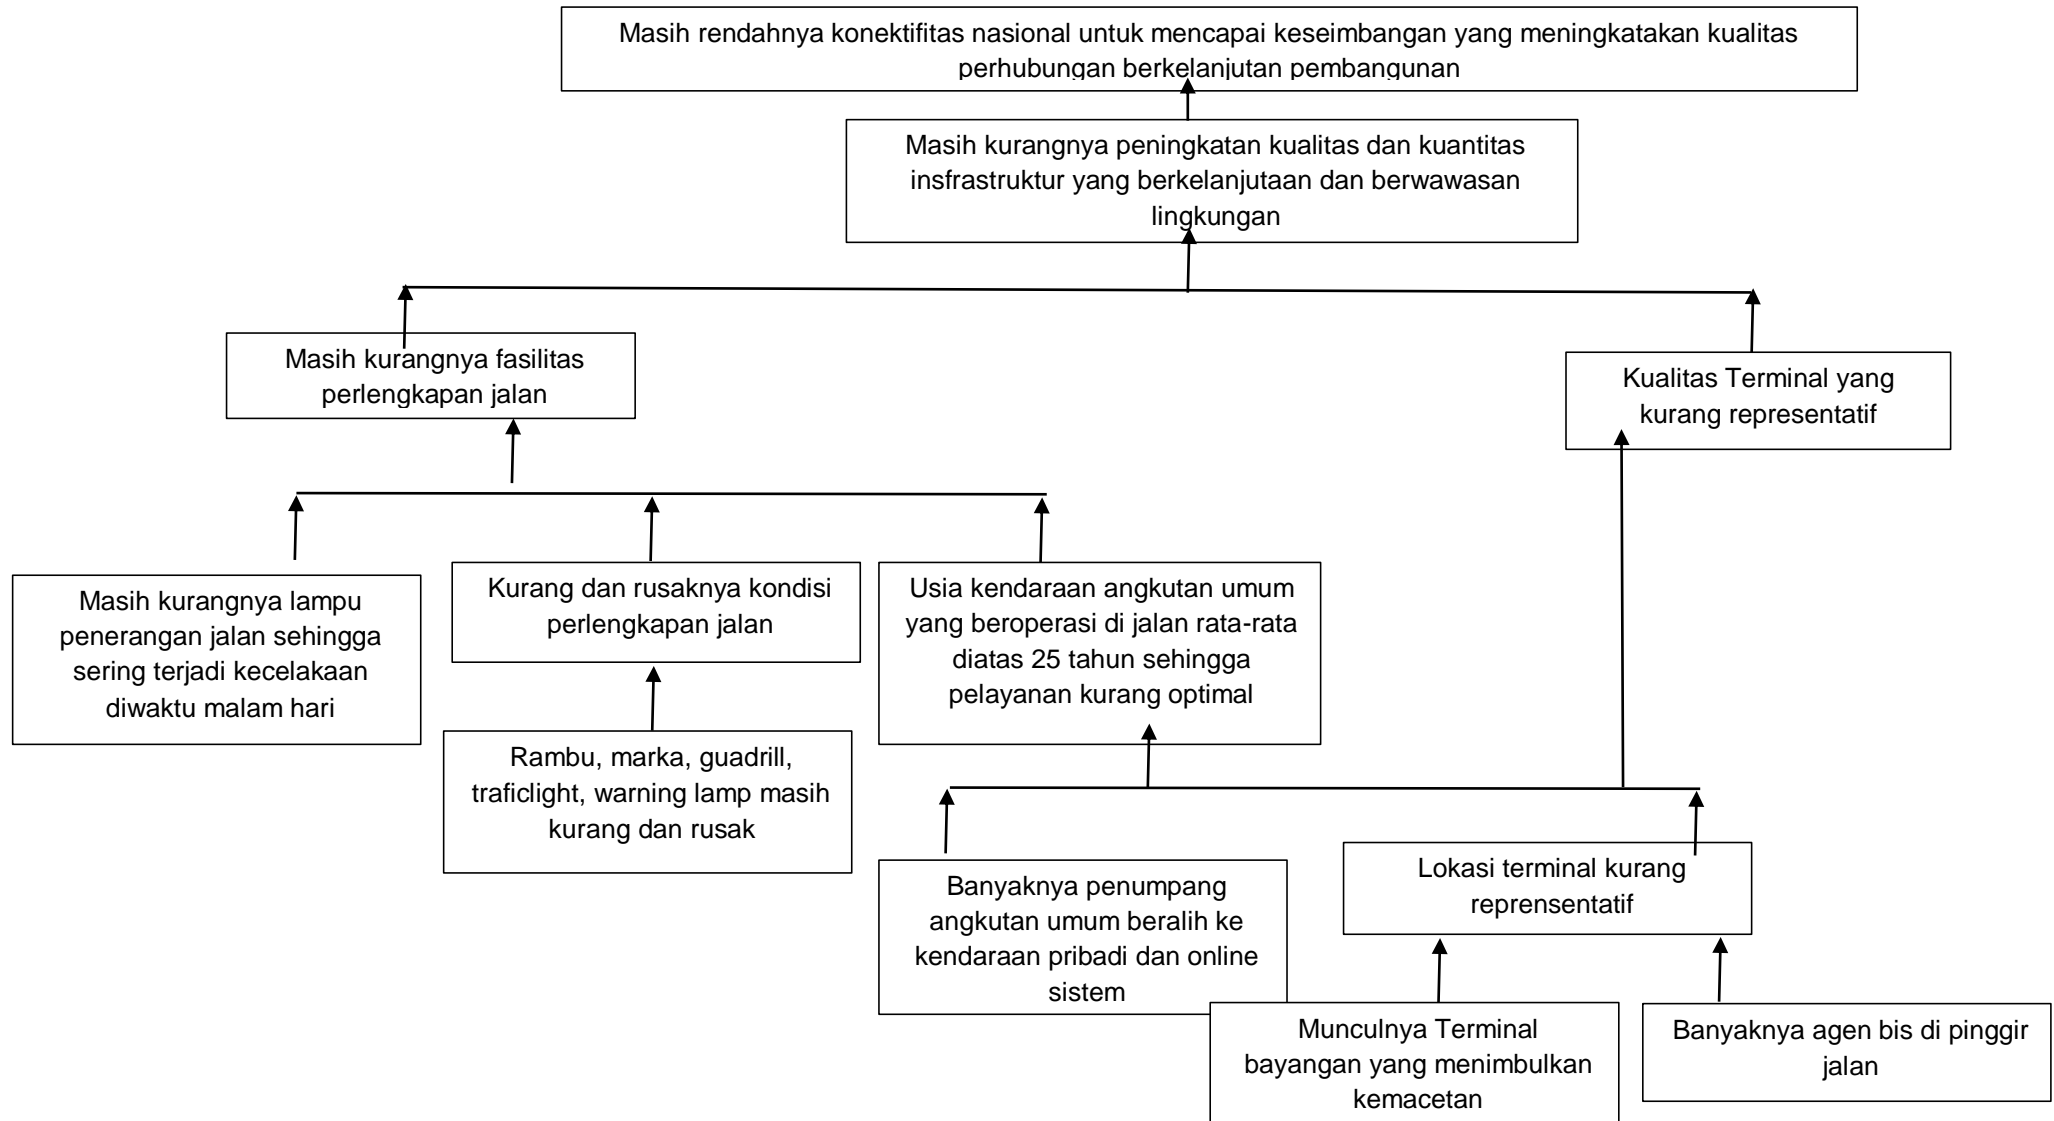 Masih rendahnya konektifitas nasional untuk mencapai keseimbangan yang meningkatakan kualitas
perhubungan berkelanjutan pembangunan
Masih kurangnya peningkatan kualitas dan kuantitas
insfrastruktur yang berkelanjutaan dan berwawasan
lingkungan
Masih kurangnya fasilitas
perlengkapan jalan
Kualitas Terminal yang
kurang representatif
Masih kurangnya lampu
penerangan jalan sehingga
sering terjadi kecelakaan
diwaktu malam hari
Kurang dan rusaknya kondisi
perlengkapan jalan
Usia kendaraan angkutan umum
yang beroperasi di jalan rata-rata
diatas 25 tahun sehingga
pelayanan kurang optimal
Rambu, marka, guadrill,
traficlight, warning lamp masih
kurang dan rusak
Banyaknya penumpang
angkutan umum beralih ke
kendaraan pribadi dan online
sistem
Lokasi terminal kurang
reprensentatif
Munculnya Terminal
bayangan yang menimbulkan
kemacetan
Banyaknya agen bis di pinggir
jalan